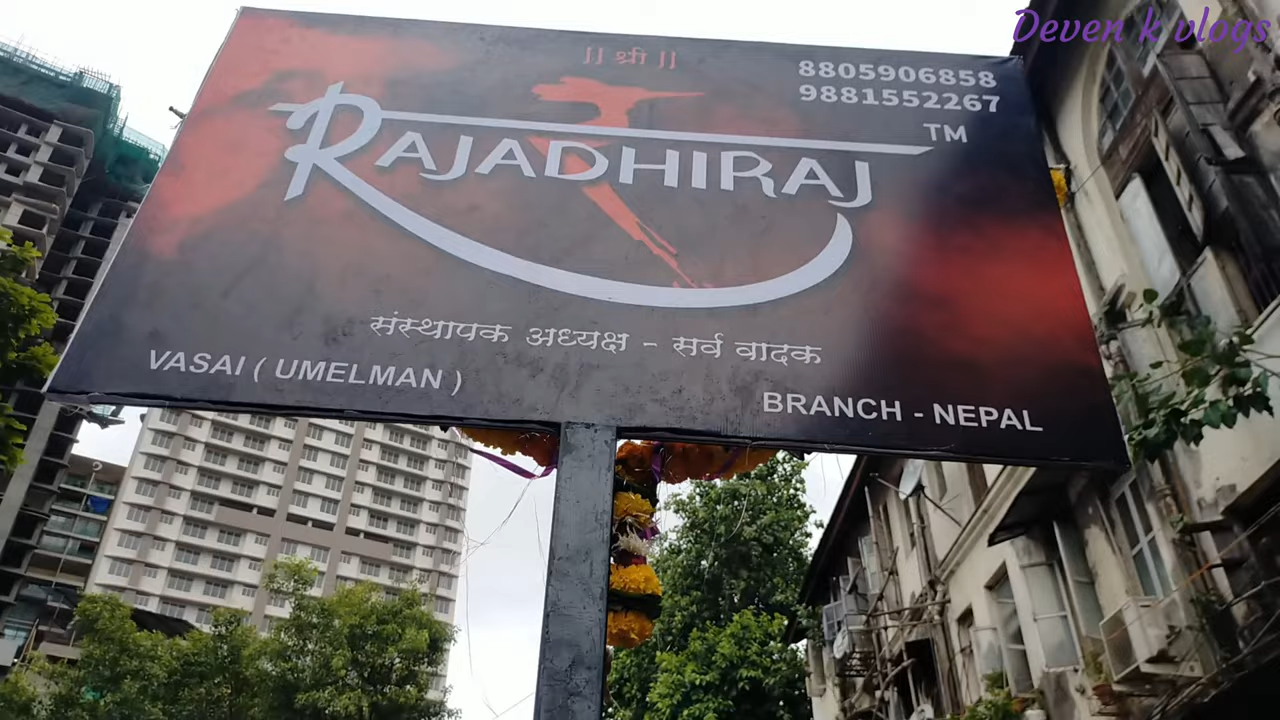 Deven k vlogs
|| श्री ||
8805906858
9881552267
RAJADHIRAJ TM
संस्थापक अध्यक्ष - सर्व वादक
VASAI ( UMELMAN )
BRANCH - NEPAL